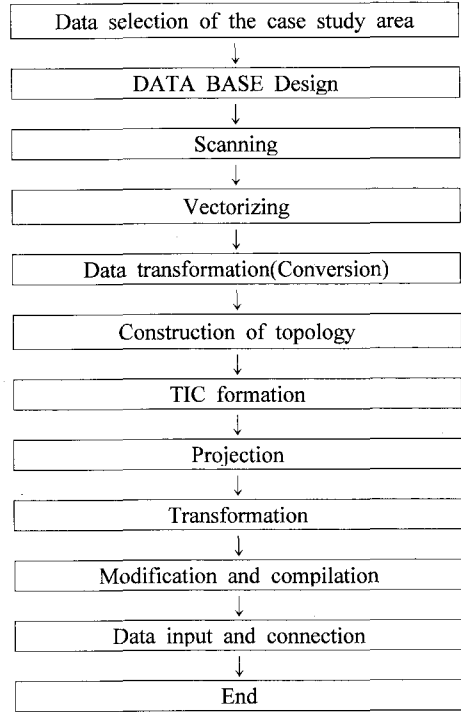 Data selection of the case study area
DATA BASE Design
Scanning
Vectorizing
Data transformation(Conversion)
Construction of topology
TIC formation
Projection
Transformation
Modification and compilation
Data input and connection
End